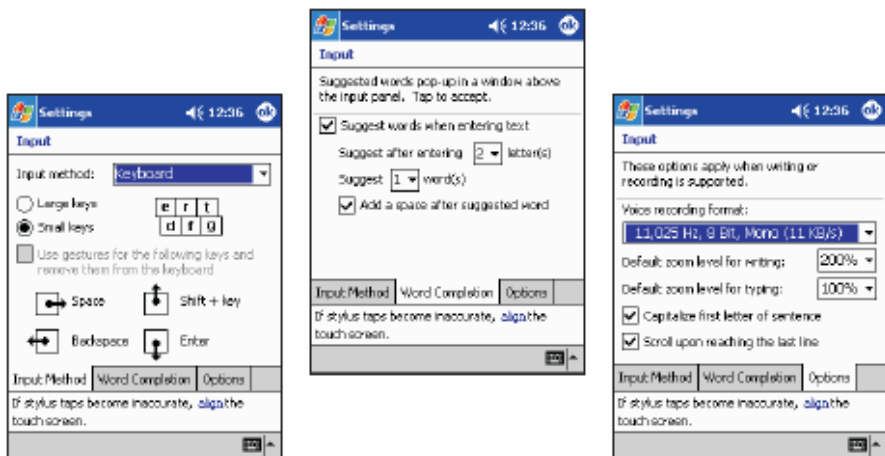 Settings 12:36 ok
Input
Input method: Keyboard
Large keys
Small keys
e r t
d f g
Use gestures for the following keys and
remove them from the keyboard
Space
Shift + key
Backspace
Enter
Input Method Word Completion Options
If stylus taps become inaccurate, align the
touch screen.
Settings 12:36 ok
Input
Suggested words pop-up in a window above
the input panel. Tap to accept.
Suggest words when entering text
Suggest after entering 2 letter(s)
Suggest 1 word(s)
Add a space after suggested word
Input Method Word Completion Options
If stylus taps become inaccurate, align the
touch screen.
Settings 12:36 ok
Input
These options apply when writing or
recording is supported.
Voice recording format:
11,025 Hz, 8 Bit, Mono (11 KB/s)
Default zoom level for writing: 200%
Default zoom level for typing: 100%
Capitalize first letter of sentence
Scroll upon reaching the last line
Input Method Word Completion Options
If stylus taps become inaccurate, align the
touch screen.